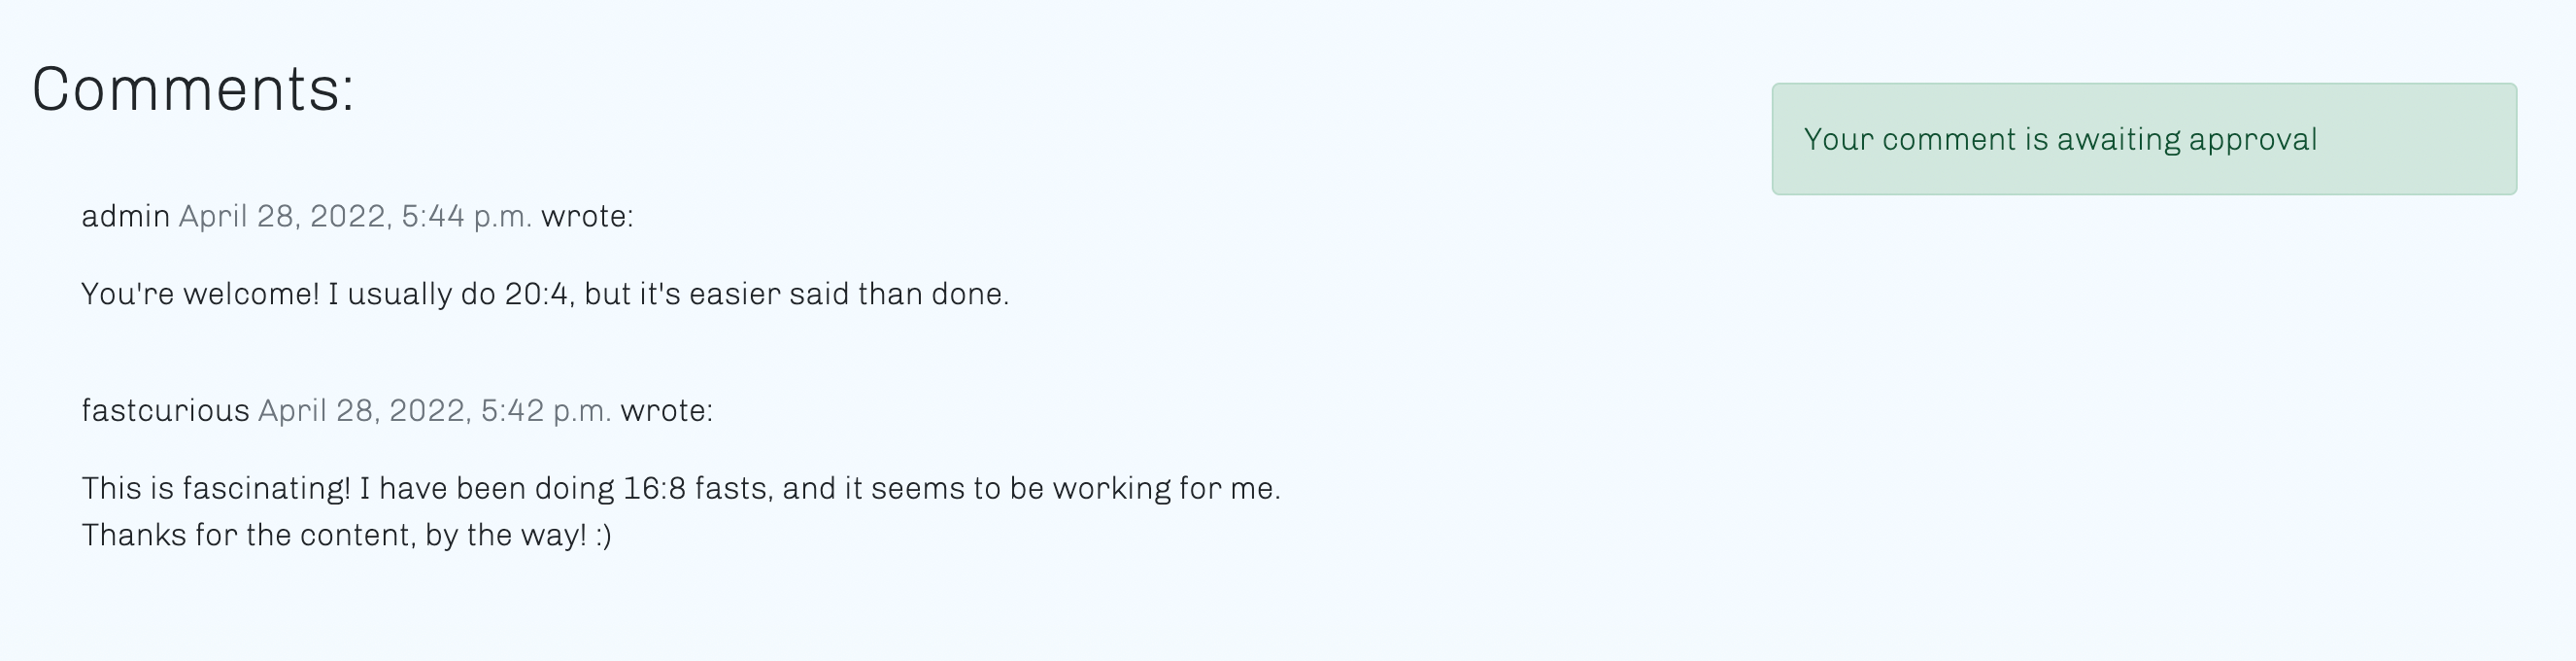 Comments:
Your comment is awaiting approval
admin April 28, 2022, 5:44 p.m. wrote:
You're welcome! I usually do 20:4, but it's easier said than done.
fastcurious April 28, 2022, 5:42 p.m. wrote:
This is fascinating! I have been doing 16:8 fasts, and it seems to be working for me.
Thanks for the content, by the way! :)